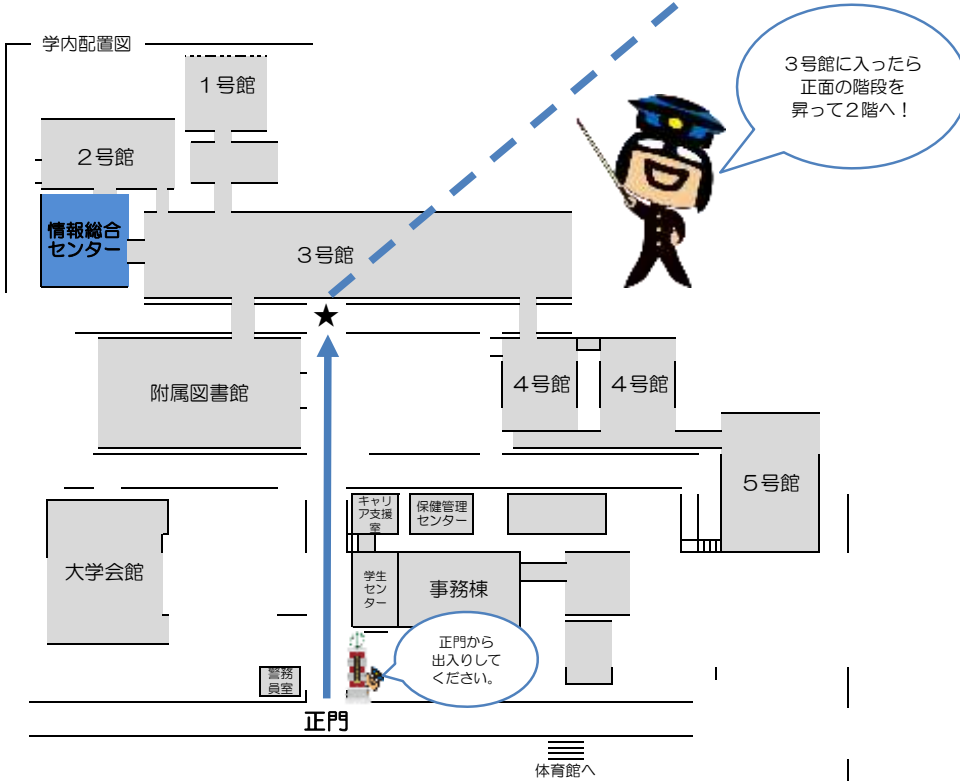 学内配置図
３号館に入ったら
正面の階段を
昇って２階へ！
１号館
２号館
情報総合
センター
３号館
★
附属図書館
４号館
４号館
５号館
キャリ
ア支援
室
保健管理
センター
大学会館
学生
セン
ター
事務棟
正門から
出入りして
ください。
警務
員室
正門
体育館へ